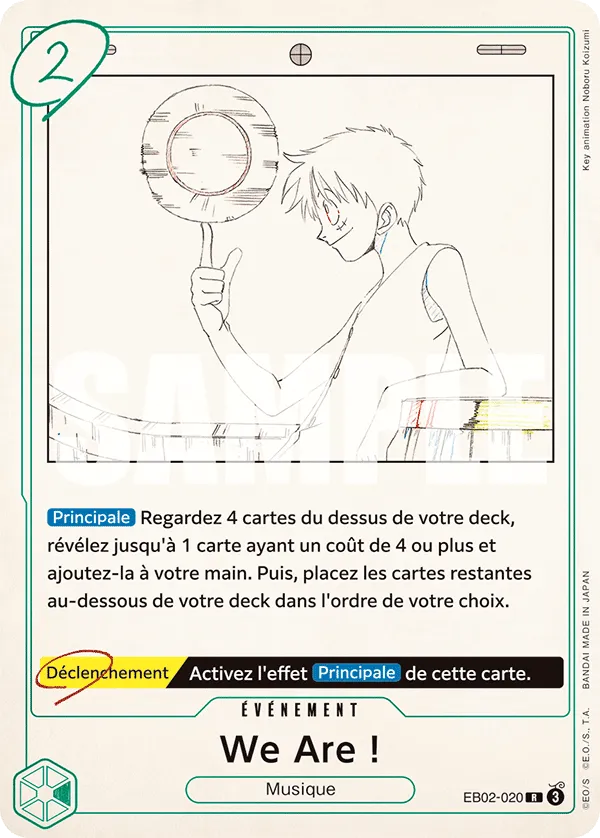 2
Key animation Noboru Koizumi
SAMPLE
Principale Regardez 4 cartes du dessus de votre deck,
révélez jusqu'à 1 carte ayant un coût de 4 ou plus et
ajoutez-la à votre main. Puis, placez les cartes restantes
au-dessous de votre deck dans l'ordre de votre choix.
Déclenchement Activez l'effet Principale de cette carte.
ÉVÉNEMENT
We Are !
Musique
EB02-020 R 3
©EO/S ©E.O./S., T.A. BANDAI MADE IN JAPAN